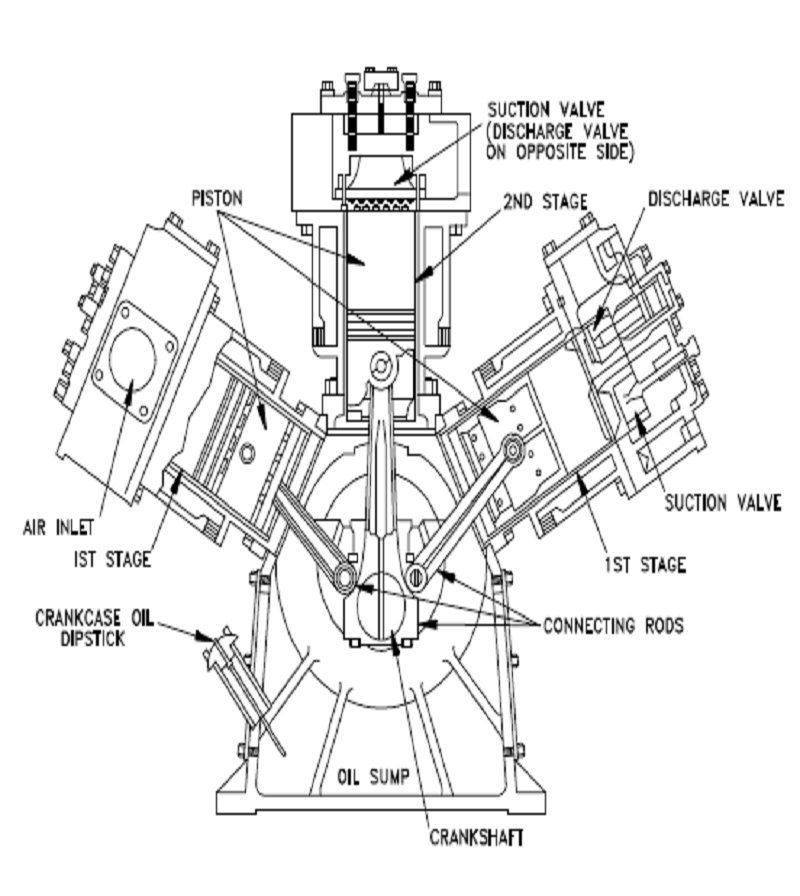 SUCTION VALVE
(DISCHARGE VALVE
ON OPPOSITE SIDE)
PISTON
2ND STAGE
DISCHARGE VALVE
AIR INLET
1ST STAGE
SUCTION VALVE
1ST STAGE
CRANKCASE OIL
DIPSTICK
CONNECTING RODS
OIL SUMP
CRANKSHAFT